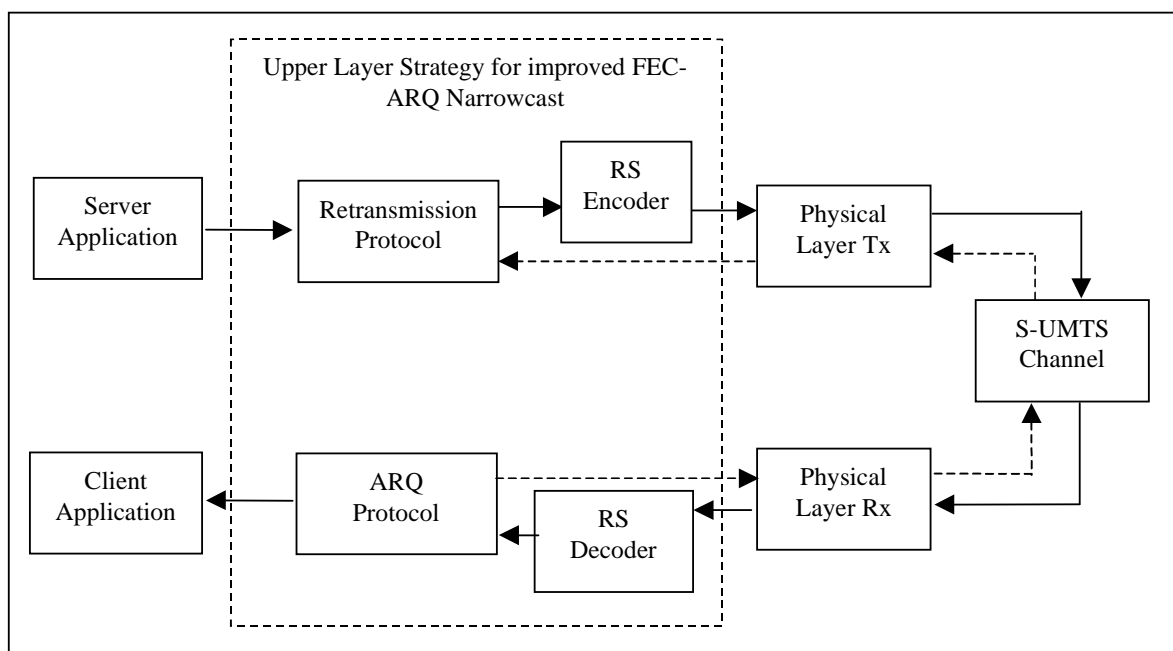 Upper Layer Strategy for improved FEC-
ARQ Narrowcast
Server
Application
Retransmission
Protocol
RS
Encoder
Physical
Layer Tx
S-UMTS
Channel
Client
Application
ARQ
Protocol
RS
Decoder
Physical
Layer Rx